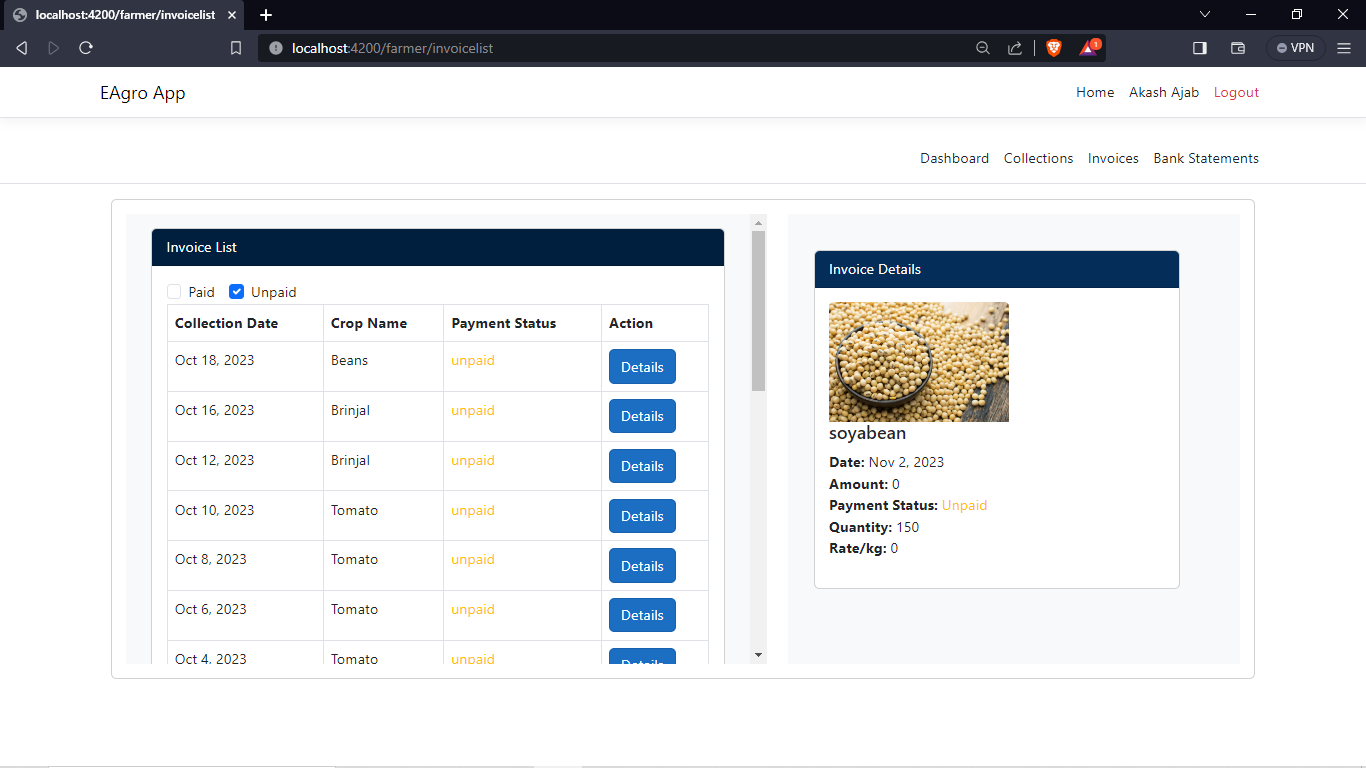 localhost:4200/farmer/invoicelist
localhost:4200/farmer/invoicelist
1
VPN
EAgro App
Home Akash Ajab Logout
Dashboard Collections Invoices Bank Statements
Invoice List
Paid Unpaid
Collection Date Crop Name Payment Status Action
Oct 18, 2023 Beans unpaid Details
Oct 16, 2023 Brinjal unpaid Details
Oct 12, 2023 Brinjal unpaid Details
Oct 10, 2023 Tomato unpaid Details
Oct 8, 2023 Tomato unpaid Details
Oct 6, 2023 Tomato unpaid Details
Oct 4, 2023 Tomato unpaid Details
Invoice Details
soyabean
Date: Nov 2, 2023
Amount: 0
Payment Status: Unpaid
Quantity: 150
Rate/kg: 0